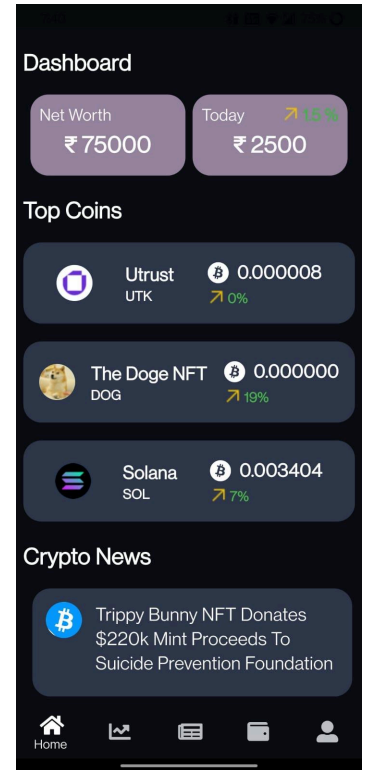 Dashboard
Net Worth
₹ 75000
Today
₹ 2500
Top Coins
Utrust
UTK
0.000008
0%
The Doge NFT
DOG
0.000000
19%
Solana
SOL
0.003404
7%
Crypto News
Trippy Bunny NFT Donates
$220k Mint Proceeds To
Suicide Prevention Foundation
Home